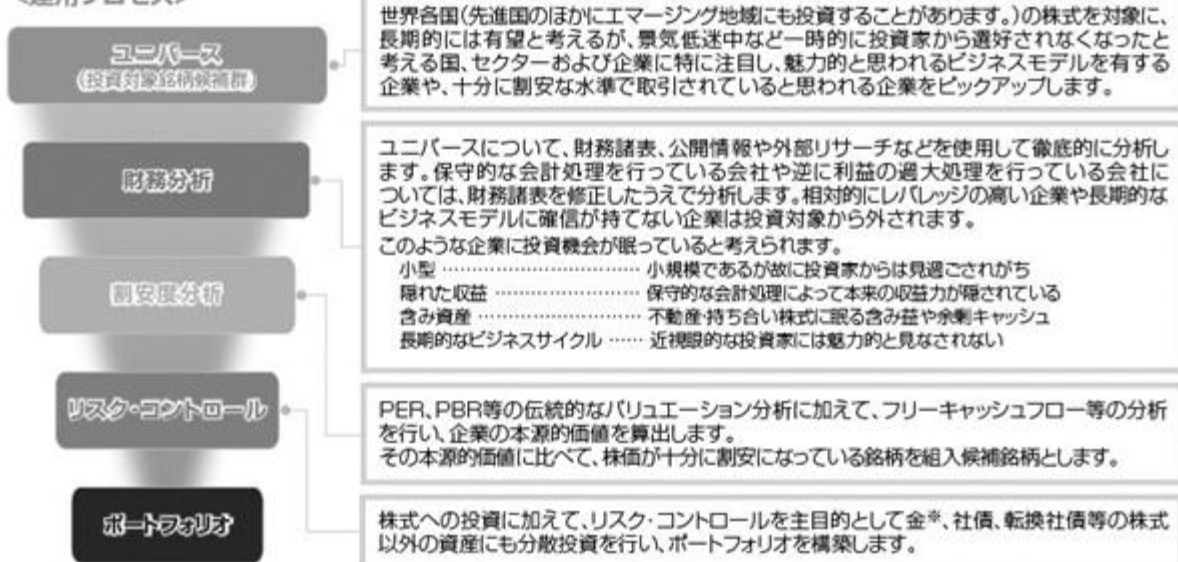 <運用プロセス>
ユニバース
(投資対象銘柄候補群)
世界各国(先進国のほかにエマージング地域にも投資することがあります。)の株式を対象に、
長期的には有望と考えるが、景気低迷中など一時的に投資家から選好されなくなったと
考える国、セクターおよび企業に特に注目し、魅力的と思われるビジネスモデルを有する
企業や、十分に割安な水準で取引されていると思われる企業をピックアップします。
財務分析
ユニバースについて、財務諸表、公開情報や外部リサーチなどを使用して徹底的に分析し
ます。保守的な会計処理を行っている会社や逆に利益の過大処理を行っている会社に
ついては、財務諸表を修正したうえで分析します。相対的にレバレッジの高い企業や長期的な
ビジネスモデルに確信が持てない企業は投資対象から外されます。
このような企業に投資機会が眠っていると考えられます。
小型 ………………………… 小規模であるが故に投資家からは見過ごされがち
隠れた収益 ………………… 保守的な会計処理によって本来の収益力が隠されている
含み資産 …………………… 不動産・持ち合い株式に眠る含み益や余剰キャッシュ
長期的なビジネスサイクル …… 近視眼的な投資家には魅力的と見なされない
割安度分析
PER、PBR等の伝統的なバリュエーション分析に加えて、フリーキャッシュフロー等の分析
を行い、企業の本源的価値を算出します。
その本源的価値に比べて、株価が十分に割安になっている銘柄を組入候補銘柄とします。
リスク・コントロール
株式への投資に加えて、リスク・コントロールを主目的として金※、社債、転換社債等の株式
以外の資産にも分散投資を行い、ポートフォリオを構築します。
ポートフォリオ